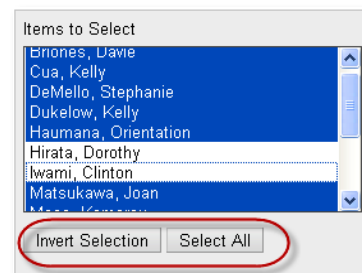 Items to Select
Briones, Davie
Cua, Kelly
DeMello, Stephanie
Dukelow, Kelly
Haumana, Orientation
Hirata, Dorothy
Iwami, Clinton
Matsukawa, Joan
Invert Selection Select All